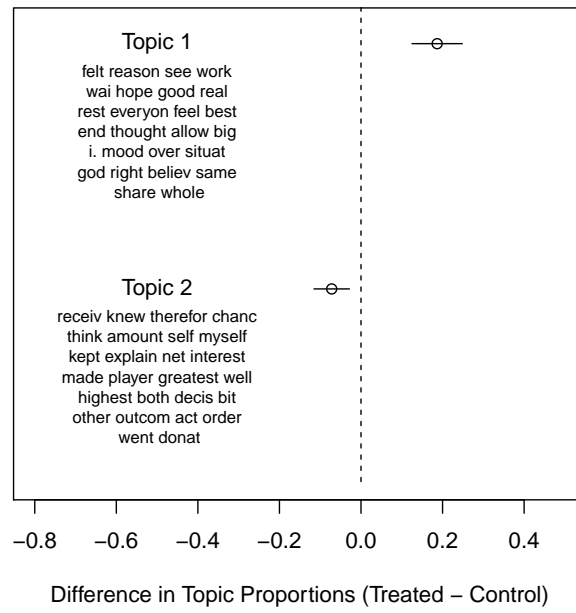 Topic 1
felt reason see work
wai hope good real
rest everyon feel best
end thought allow big
i. mood over situat
god right believ same
share whole
Topic 2
receiv knew therefor chanc
think amount self myself
kept explain net interest
made player greatest well
highest both decis bit
other outcom act order
went donat
−0.8 −0.6 −0.4 −0.2 0.0 0.2 0.4
Difference in Topic Proportions (Treated − Control)